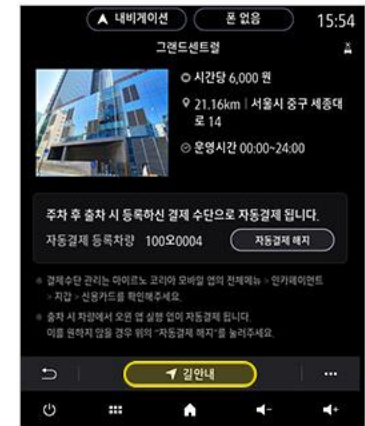 내비게이션 폰 없음 15:54
그랜드센트럴
시간당 6,000 원
21.16km | 서울시 중구 세종대
로 14
운영시간 00:00~24:00
주차 후 출차 시 등록하신 결제 수단으로 자동결제 됩니다.
자동결제 등록차량 100오0004 자동결제 해지
※ 결제수단 관리는 마이르노 코리아 모바일 앱의 전체메뉴 > 인카페이먼트
> 지갑 > 신용카드를 확인해주세요.
※ 출차 시 차량에서 오윈 앱 실행 없이 자동결제 됩니다.
이를 원하지 않을 경우 위의 "자동결제 해지"를 눌러주세요.
길안내